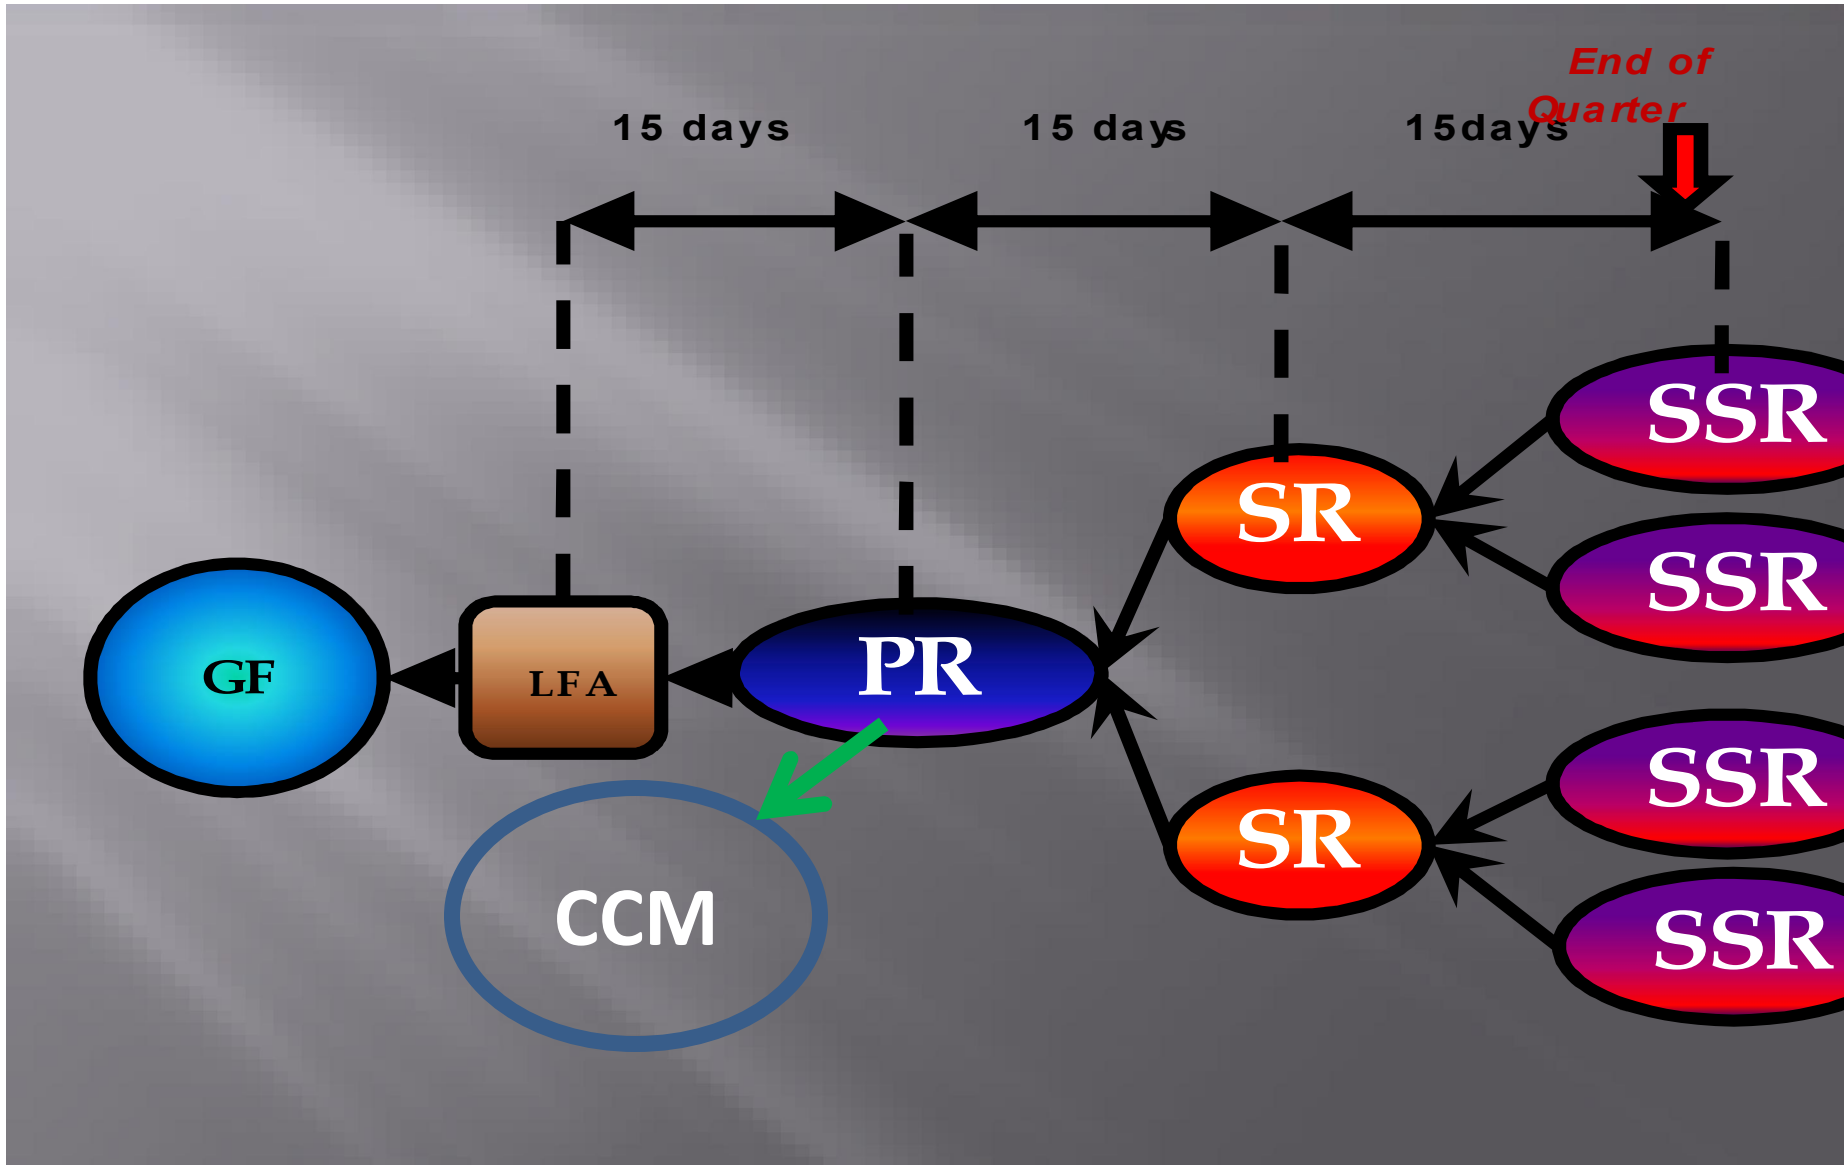 End of
Quarter
15 days
15 days
15days
SSR
SR
SSR
GF
LFA
PR
SSR
SR
CCM
SSR